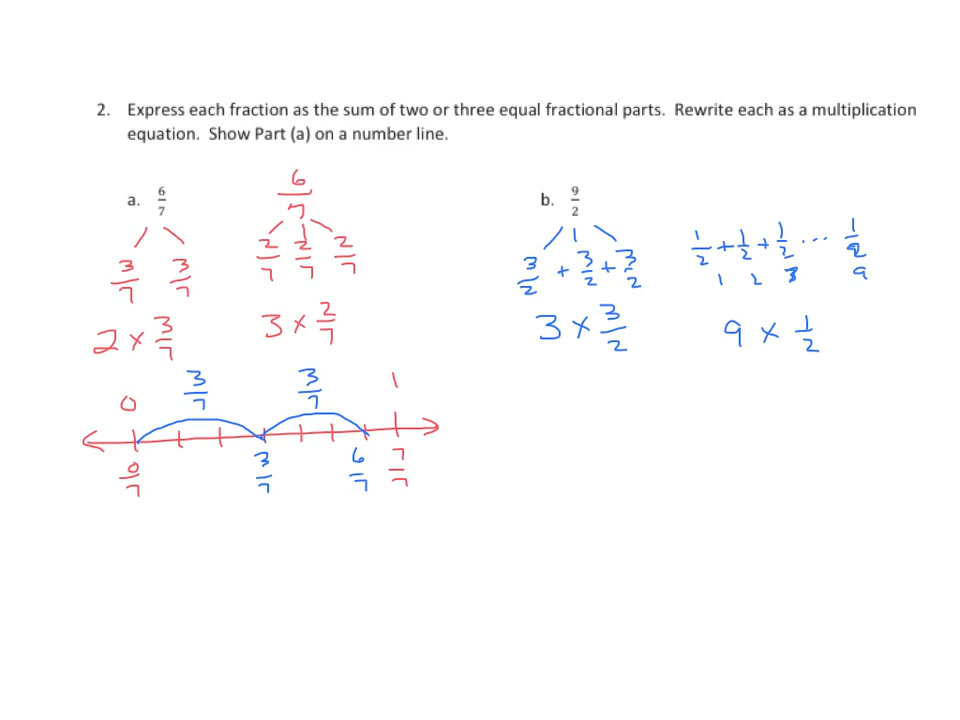 2. Express each fraction as the sum of two or three equal fractional parts. Rewrite each as a multiplication
equation. Show Part (a) on a number line.
a. 6/7
3/7 3/7
2 × 3/7
6/7
2/7 2/7 2/7
3 × 2/7
3/7 3/7
0 1
0/7 3/7 6/7 7/7
b. 9/2
3/2 + 3/2 + 3/2
3 × 3/2
1/2 + 1/2 + 1/2 ... 1/2
1 2 3 9
9 × 1/2